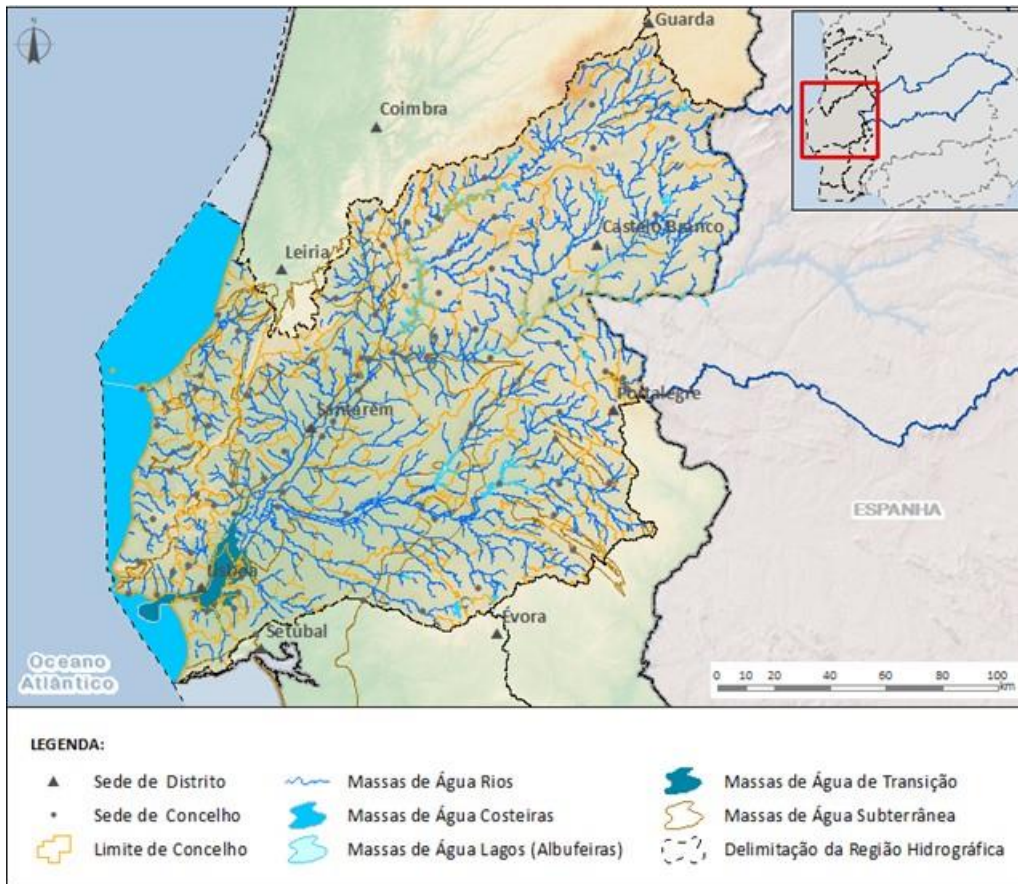 N
Guarda
Coimbra
Castelo Branco
Leiria
Portalegre
Santarém
ESPANHA
Lisboa
Évora
Setúbal
Oceano
Atlântico
0 10 20 40 60 80 100
km
LEGENDA:
Sede de Distrito
Massas de Água Rios
Massas de Água de Transição
Sede de Concelho
Massas de Água Costeiras
Massas de Água Subterrânea
Limite de Concelho
Massas de Água Lagos (Albufeiras)
Delimitação da Região Hidrográfica